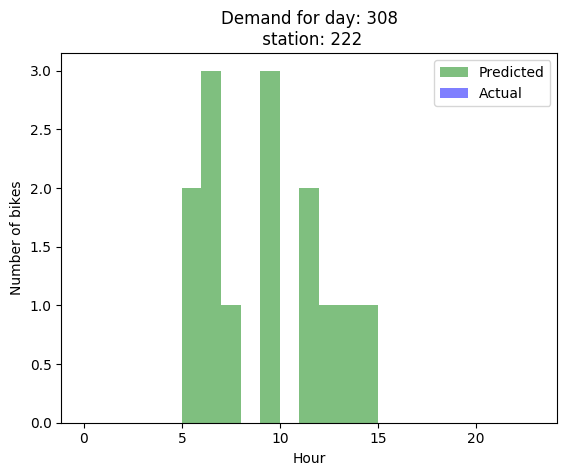 Demand for day: 308
station: 222
Predicted
Actual
Number of bikes
3.0
2.5
2.0
1.5
1.0
0.5
0.0
0 5 10 15 20
Hour